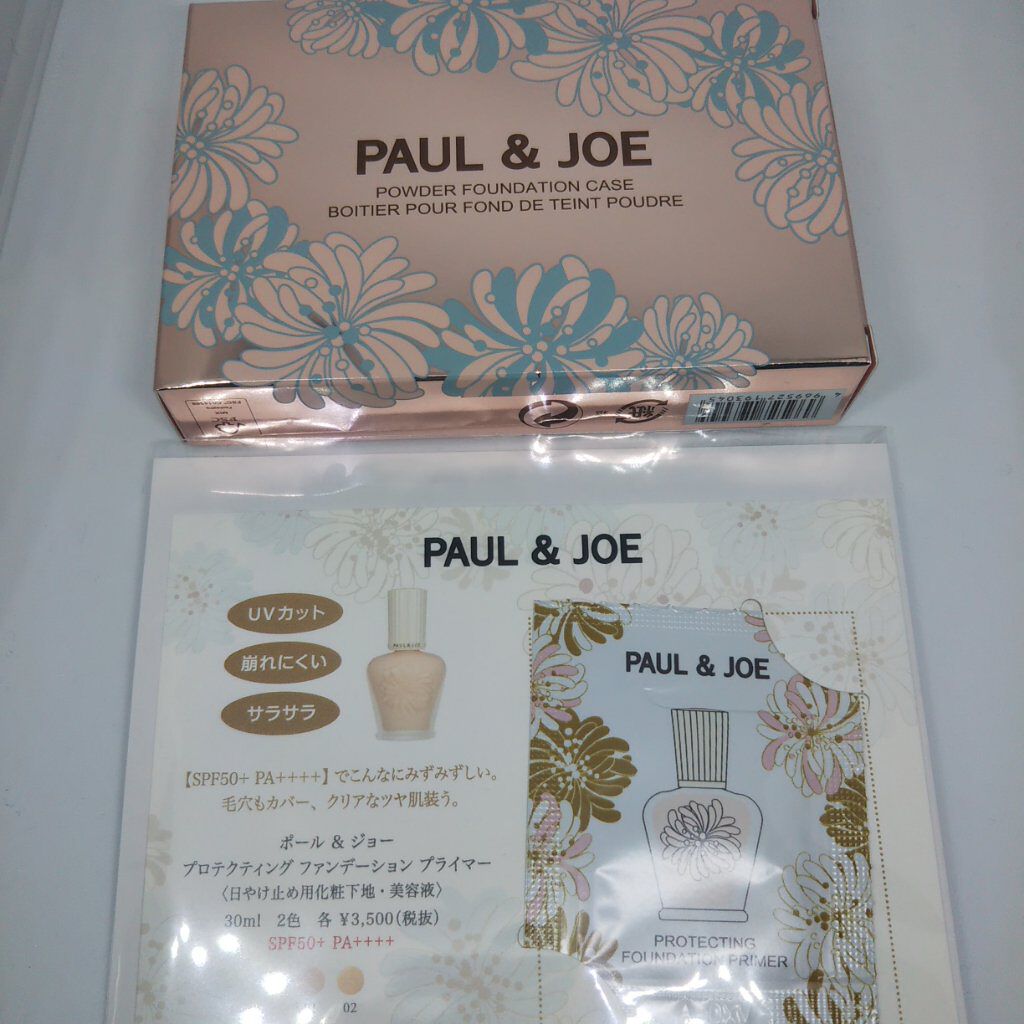 PAUL & JOE
POWDER FOUNDATION CASE
BOITIER POUR FOND DE TEINT POUDRE
紙
4969527193045
PAUL & JOE
UVカット
崩れにくい
サラサラ
PAUL & JOE
【SPF50+ PA++++】でこんなにみずみずしい。
毛穴もカバー、クリアなツヤ肌装う。
ポール & ジョー
プロテクティング ファンデーション プライマー
〈日やけ止め用化粧下地・美容液〉
30ml 2色 各 ¥3,500(税抜)
SPF50+ PA++++
02
PAUL & JOE
PROTECTING
FOUNDATION PRIMER